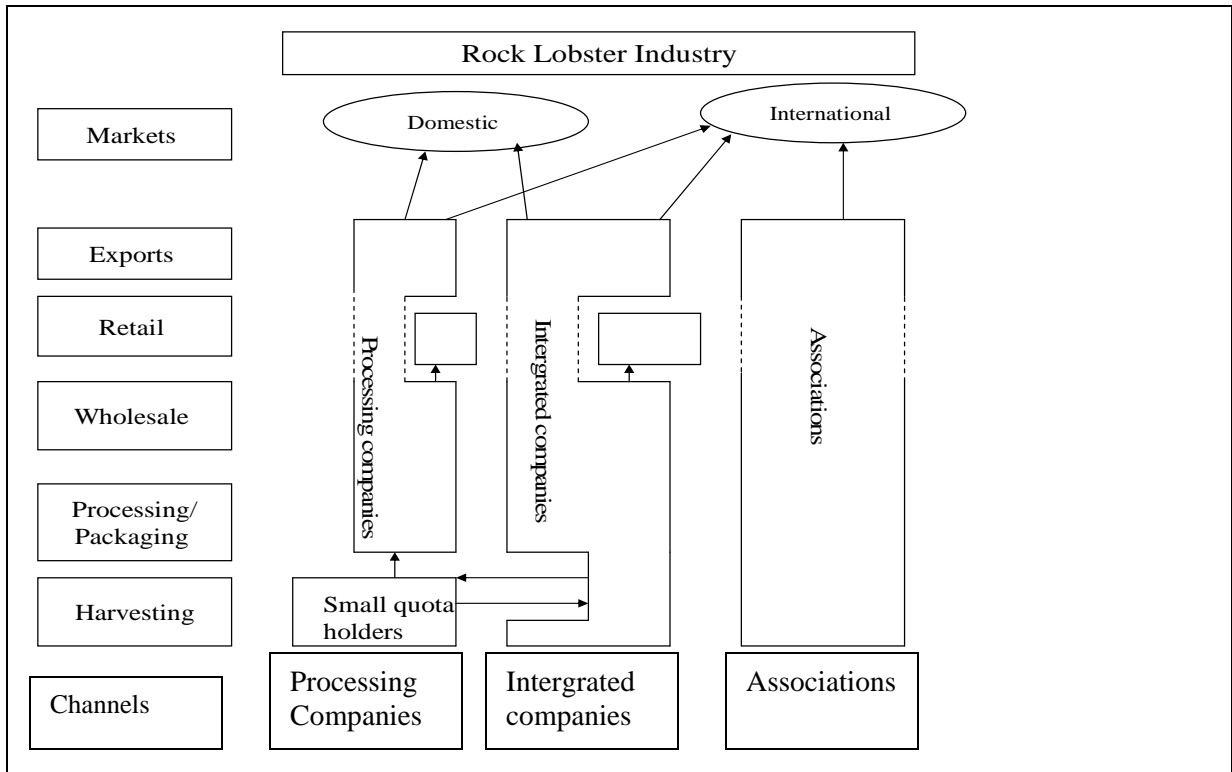 Rock Lobster Industry
Markets
Domestic
International
Exports
Retail
Wholesale
Processing/
Packaging
Harvesting
Processing companies
Intergrated companies
Associations
Small quota
holders
Channels
Processing
Companies
Intergrated
companies
Associations